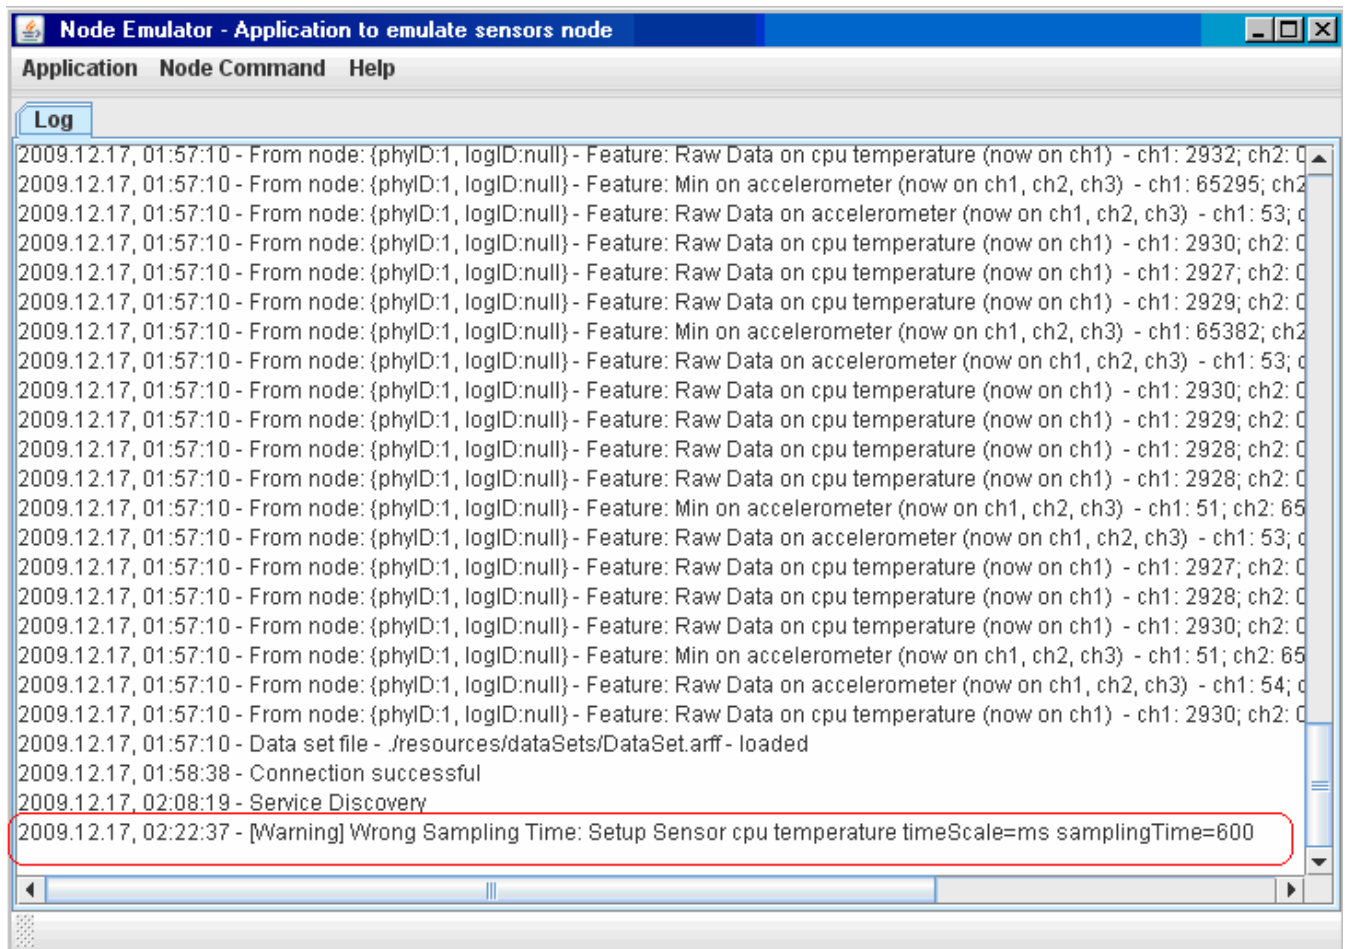 Node Emulator - Application to emulate sensors node
Application Node Command Help
Log
2009.12.17, 01:57:10 - From node: {phyID:1, logID:null} - Feature: Raw Data on cpu temperature (now on ch1) - ch1: 2932; ch2: 0
2009.12.17, 01:57:10 - From node: {phyID:1, logID:null} - Feature: Min on accelerometer (now on ch1, ch2, ch3) - ch1: 65295; ch2
2009.12.17, 01:57:10 - From node: {phyID:1, logID:null} - Feature: Raw Data on accelerometer (now on ch1, ch2, ch3) - ch1: 53; c
2009.12.17, 01:57:10 - From node: {phyID:1, logID:null} - Feature: Raw Data on cpu temperature (now on ch1) - ch1: 2930; ch2: 0
2009.12.17, 01:57:10 - From node: {phyID:1, logID:null} - Feature: Raw Data on cpu temperature (now on ch1) - ch1: 2927; ch2: 0
2009.12.17, 01:57:10 - From node: {phyID:1, logID:null} - Feature: Raw Data on cpu temperature (now on ch1) - ch1: 2929; ch2: 0
2009.12.17, 01:57:10 - From node: {phyID:1, logID:null} - Feature: Min on accelerometer (now on ch1, ch2, ch3) - ch1: 65382; ch2
2009.12.17, 01:57:10 - From node: {phyID:1, logID:null} - Feature: Raw Data on accelerometer (now on ch1, ch2, ch3) - ch1: 53; c
2009.12.17, 01:57:10 - From node: {phyID:1, logID:null} - Feature: Raw Data on cpu temperature (now on ch1) - ch1: 2930; ch2: 0
2009.12.17, 01:57:10 - From node: {phyID:1, logID:null} - Feature: Raw Data on cpu temperature (now on ch1) - ch1: 2929; ch2: 0
2009.12.17, 01:57:10 - From node: {phyID:1, logID:null} - Feature: Raw Data on cpu temperature (now on ch1) - ch1: 2928; ch2: 0
2009.12.17, 01:57:10 - From node: {phyID:1, logID:null} - Feature: Raw Data on cpu temperature (now on ch1) - ch1: 2928; ch2: 0
2009.12.17, 01:57:10 - From node: {phyID:1, logID:null} - Feature: Min on accelerometer (now on ch1, ch2, ch3) - ch1: 51; ch2: 65
2009.12.17, 01:57:10 - From node: {phyID:1, logID:null} - Feature: Raw Data on accelerometer (now on ch1, ch2, ch3) - ch1: 53; c
2009.12.17, 01:57:10 - From node: {phyID:1, logID:null} - Feature: Raw Data on cpu temperature (now on ch1) - ch1: 2927; ch2: 0
2009.12.17, 01:57:10 - From node: {phyID:1, logID:null} - Feature: Raw Data on cpu temperature (now on ch1) - ch1: 2928; ch2: 0
2009.12.17, 01:57:10 - From node: {phyID:1, logID:null} - Feature: Raw Data on cpu temperature (now on ch1) - ch1: 2930; ch2: 0
2009.12.17, 01:57:10 - From node: {phyID:1, logID:null} - Feature: Min on accelerometer (now on ch1, ch2, ch3) - ch1: 51; ch2: 65
2009.12.17, 01:57:10 - From node: {phyID:1, logID:null} - Feature: Raw Data on accelerometer (now on ch1, ch2, ch3) - ch1: 54; c
2009.12.17, 01:57:10 - From node: {phyID:1, logID:null} - Feature: Raw Data on cpu temperature (now on ch1) - ch1: 2930; ch2: 0
2009.12.17, 01:57:10 - Data set file - ./resources/dataSets/DataSet.arff - loaded
2009.12.17, 01:58:38 - Connection successful
2009.12.17, 02:08:19 - Service Discovery
2009.12.17, 02:22:37 - [Warning] Wrong Sampling Time: Setup Sensor cpu temperature timeScale=ms samplingTime=600